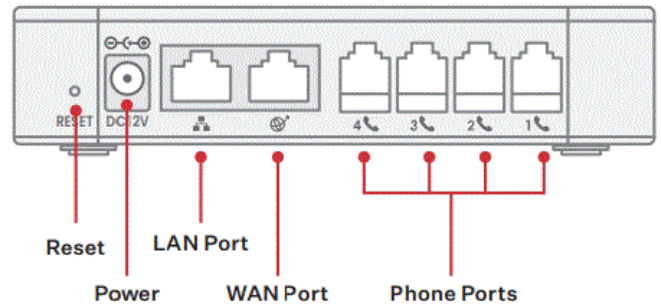 RESET DC12V 4 3 2 1
Reset LAN Port
Power WAN Port Phone Ports